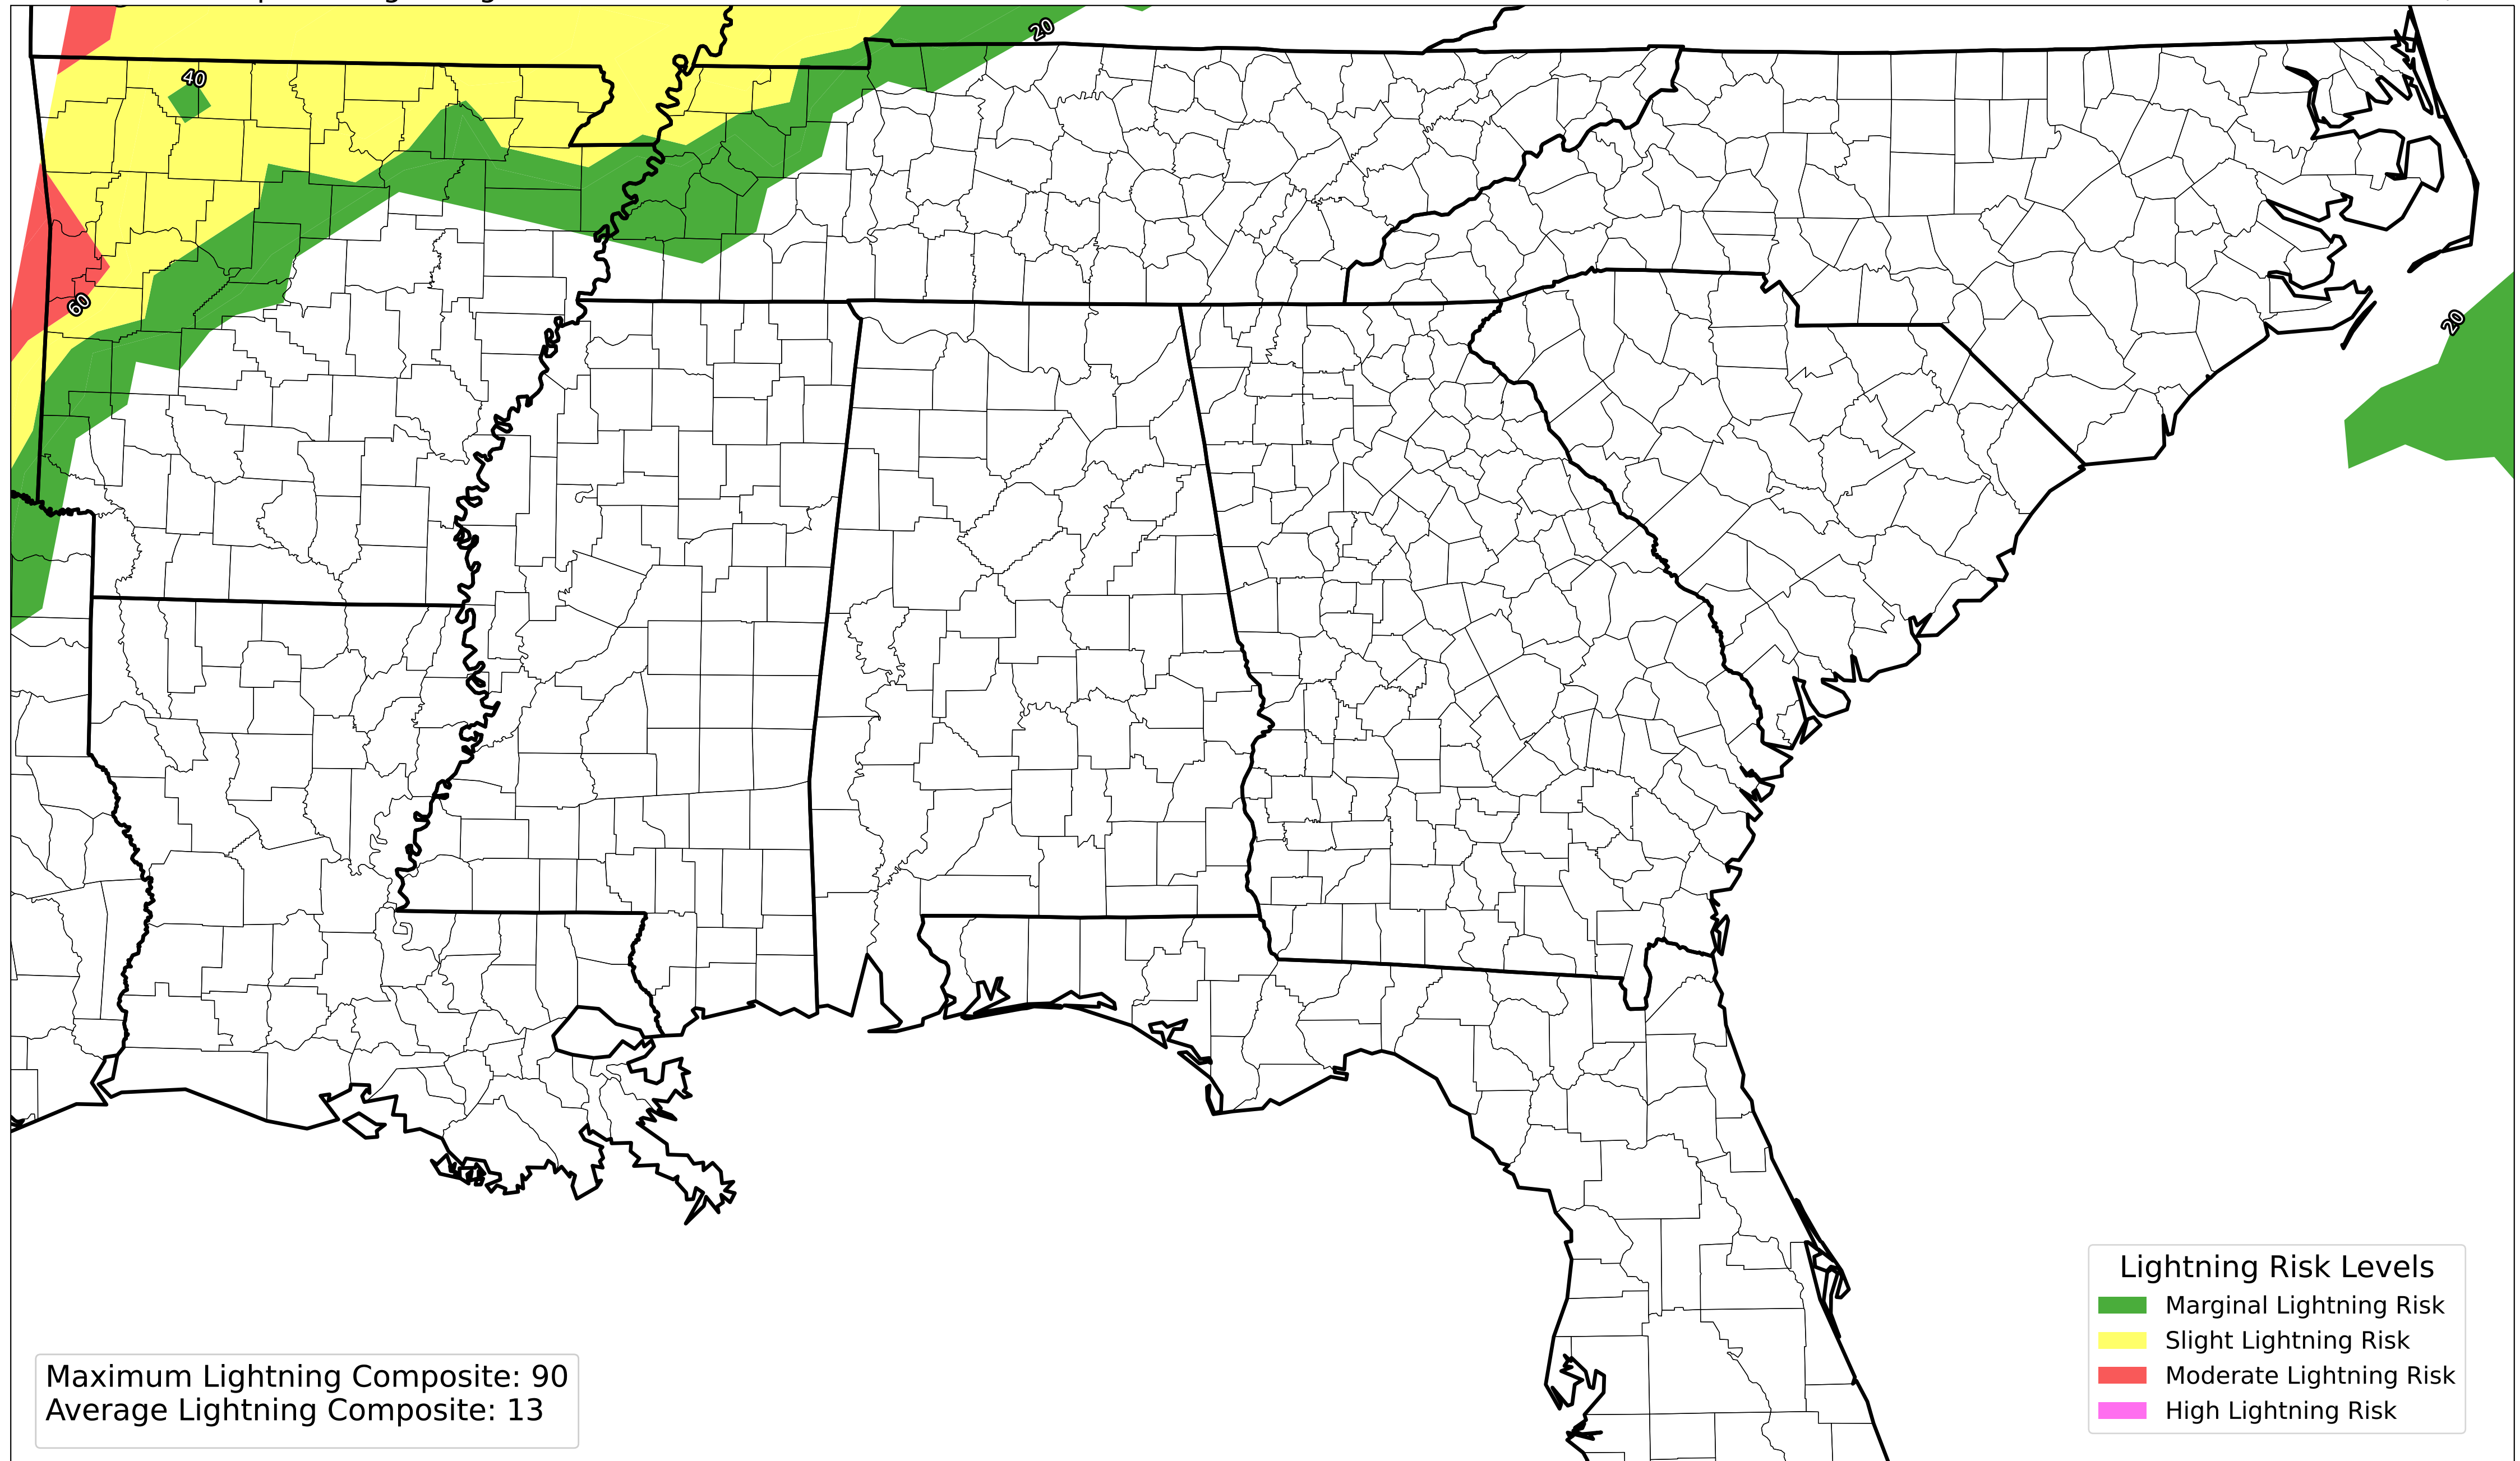 20
40
60
20
Lightning Risk Levels
Marginal Lightning Risk
Slight Lightning Risk
Moderate Lightning Risk
High Lightning Risk
Maximum Lightning Composite: 90
Average Lightning Composite: 13